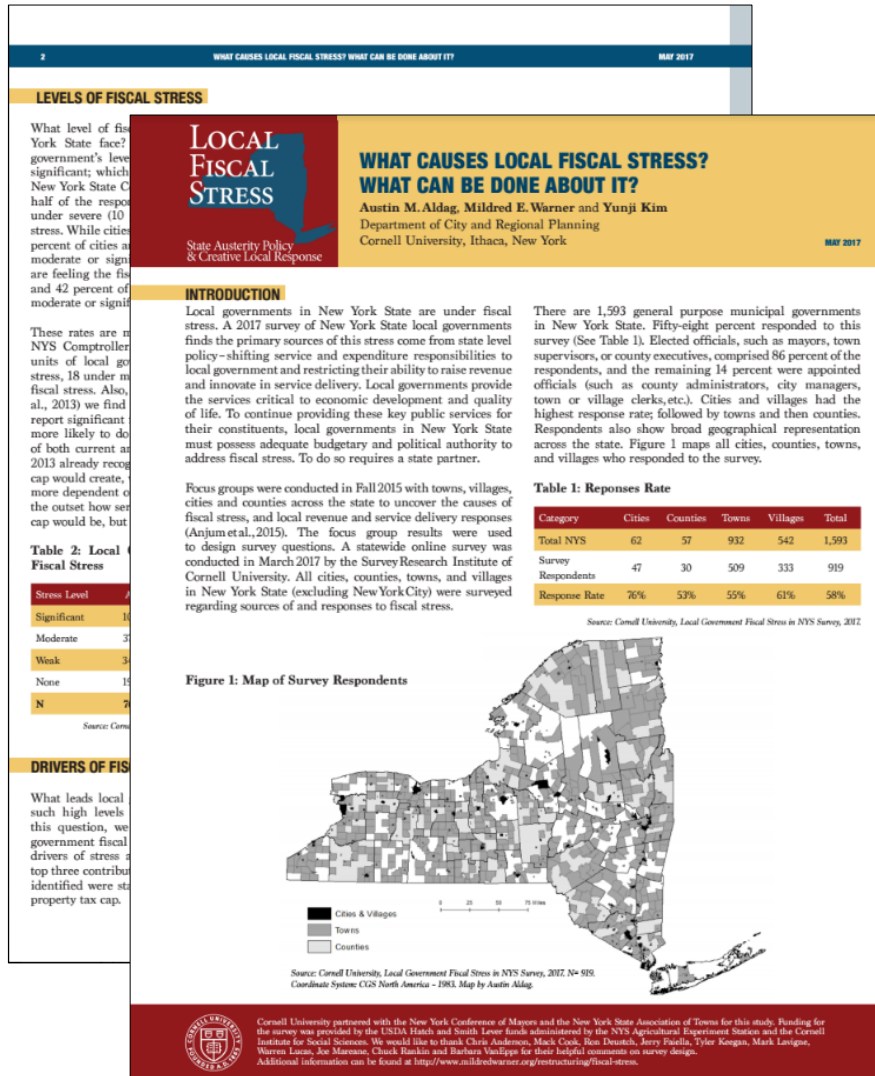 2
WHAT CAUSES LOCAL FISCAL STRESS? WHAT CAN BE DONE ABOUT IT?
MAY 2017
LEVELS OF FISCAL STRESS
What level of
York State face?
government's
significant; which
New York State
half of the
under severe (10
stress. While cities
percent of cities
moderate or
are feeling the
and 42 percent of
moderate or
These rates are
NYS Comptroller
units of local
stress, 18 under
fiscal stress. Also,
al., 2013) we find
report significant
more likely to do
of both current
2013 already
cap would create,
more dependent
the outset how
cap would be, but
Table 2: Local
Fiscal Stress
Stress Level
Significant
Moderate
Weak
None
N
Source:
DRIVERS OF
What leads local
such high levels
this question, we
government fiscal
drivers of stress
top three
identified were
property tax cap.
LOCAL
FISCAL
STRESS
State Austerity Policy
& Creative Local Response
WHAT CAUSES LOCAL FISCAL STRESS?
WHAT CAN BE DONE ABOUT IT?
Austin M. Aldag, Mildred E. Warner and Yunji Kim
Department of City and Regional Planning
Cornell University, Ithaca, New York
MAY 2017
INTRODUCTION
Local governments in New York State are under fiscal
stress. A 2017 survey of New York State local governments
finds the primary sources of this stress come from state level
policy–shifting service and expenditure responsibilities to
local government and restricting their ability to raise revenue
and innovate in service delivery. Local governments provide
the services critical to economic development and quality
of life. To continue providing these key public services for
their constituents, local governments in New York State
must possess adequate budgetary and political authority to
address fiscal stress. To do so requires a state partner.
Focus groups were conducted in Fall 2015 with towns, villages,
cities and counties across the state to uncover the causes of
fiscal stress, and local revenue and service delivery responses
(Anjum et al., 2015). The focus group results were used
to design survey questions. A statewide online survey was
conducted in March 2017 by the Survey Research Institute of
Cornell University. All cities, counties, towns, and villages
in New York State (excluding New York City) were surveyed
regarding sources of and responses to fiscal stress.
There are 1,593 general purpose municipal governments
in New York State. Fifty-eight percent responded to this
survey (See Table 1). Elected officials, such as mayors, town
supervisors, or county executives, comprised 86 percent of the
respondents, and the remaining 14 percent were appointed
officials (such as county administrators, city managers,
town or village clerks, etc.). Cities and villages had the
highest response rate; followed by towns and then counties.
Respondents also show broad geographical representation
across the state. Figure 1 maps all cities, counties, towns,
and villages who responded to the survey.
Table 1: Reponses Rate
Category Cities Counties Towns Villages Total
Total NYS 62 57 932 542 1,593
Survey
Respondents 47 30 509 333 919
Response Rate 76% 53% 55% 61% 58%
Source: Cornell University, Local Government Fiscal Stress in NYS Survey, 2017.
Figure 1: Map of Survey Respondents
0 25 50 75 Miles
Cities & Villages
Towns
Counties
Source: Cornell University, Local Government Fiscal Stress in NYS Survey, 2017. N= 919.
Coordinate System: CGS North America – 1983. Map by Austin Aldag.
Cornell University partnered with the New York Conference of Mayors and the New York State Association of Towns for this study. Funding for
the survey was provided by the USDA Hatch and Smith Lever funds administered by the NYS Agricultural Experiment Station and the Cornell
Institute for Social Sciences. We would like to thank Chris Anderson, Mack Cook, Ron Deustch, Jerry Faiella, Tyler Keegan, Mark Lavigne,
Warren Lucas, Joe Mareane, Chuck Rankin and Barbara VanEpps for their helpful comments on survey design.
Additional information can be found at http://www.mildredwarner.org/restructuring/fiscal-stress.